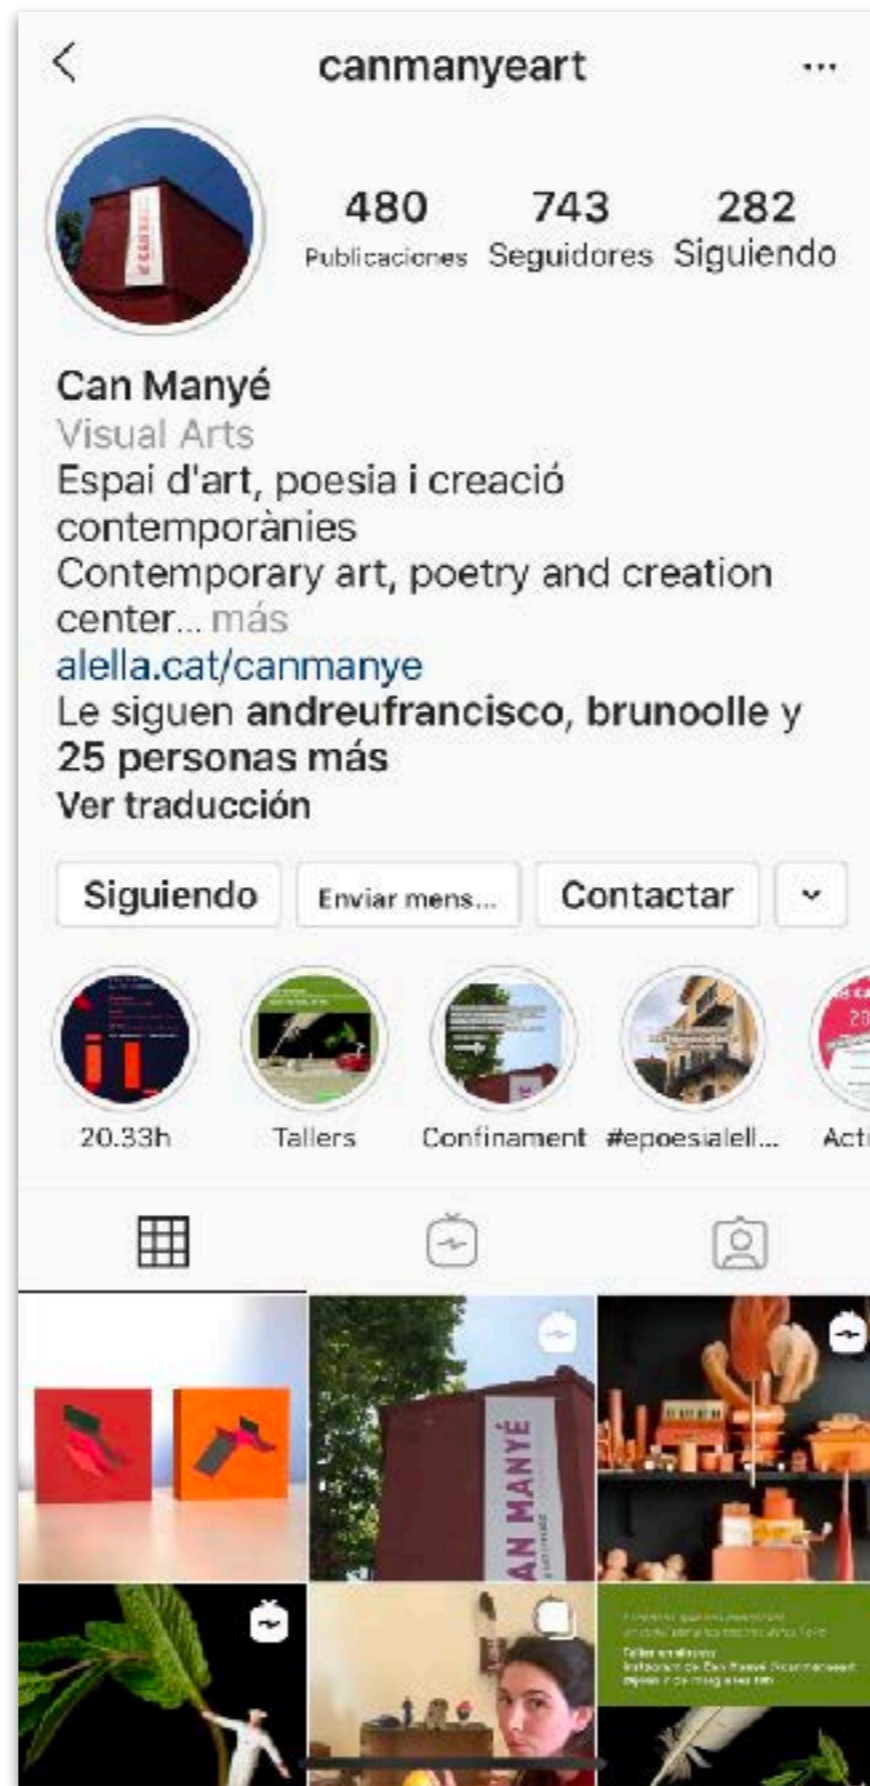 canmanyeart
480 743 282
Publicaciones Seguidores Siguiendo
Can Manyé
Visual Arts
Espai d'art, poesia i creació
contemporànies
Contemporary art, poetry and creation
center... más
alella.cat/canmanye
Le siguen andreufrancisco, brunoolle y
25 personas más
Ver traducción
Siguiendo Enviar mens... Contactar
20.33h Tallers Confinament #epoesialell... Acti
AN MANYÉ